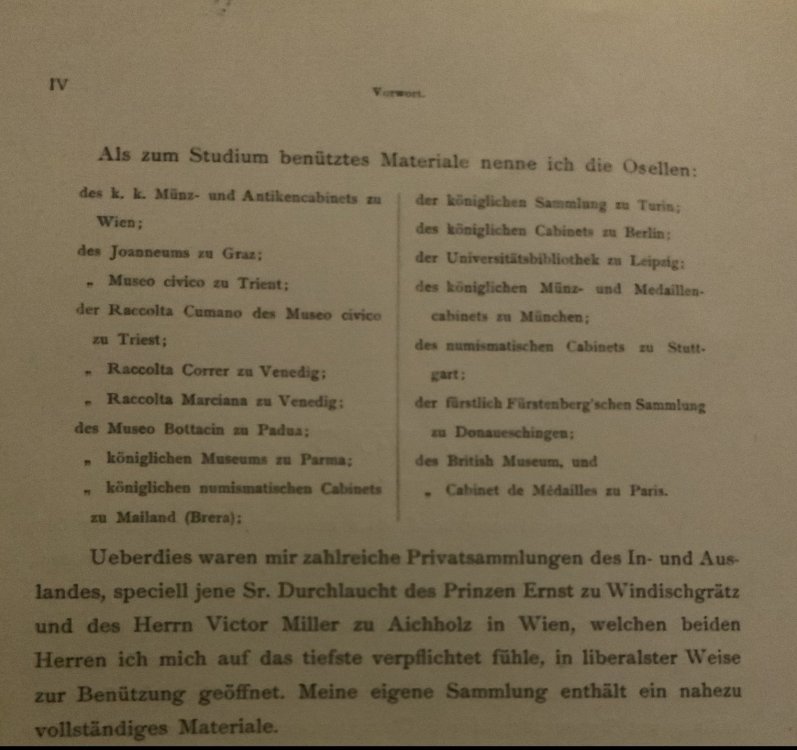 IV
Vorwort.
Als zum Studium benütztes Materiale nenne ich die Osellen:
des k. k. Münz- und Antikencabinets zu
Wien;
des Joanneums zu Graz;
„ Museo civico zu Trient;
der Raccolta Cumano des Museo civico
zu Triest;
„ Raccolta Correr zu Venedig;
„ Raccolta Marciana zu Venedig;
des Museo Bottacin zu Padua;
„ königlichen Museums zu Parma;
„ königlichen numismatischen Cabinets
zu Mailand (Brera);
der königlichen Sammlung zu Turin;
des königlichen Cabinets zu Berlin;
der Universitätsbibliothek zu Leipzig;
des königlichen Münz- und Medaillen-
cabinets zu München;
des numismatischen Cabinets zu Stutt-
gart;
der fürstlich Fürstenberg'schen Sammlung
zu Donaueschingen;
des British Museum, und
„ Cabinet de Médailles zu Paris.
Ueberdies waren mir zahlreiche Privatsammlungen des In- und Aus-
landes, speciell jene Sr. Durchlaucht des Prinzen Ernst zu Windischgrätz
und des Herrn Victor Miller zu Aichholz in Wien, welchen beiden
Herren ich mich auf das tiefste verpflichtet fühle, in liberalster Weise
zur Benützung geöffnet. Meine eigene Sammlung enthält ein nahezu
vollständiges Materiale.